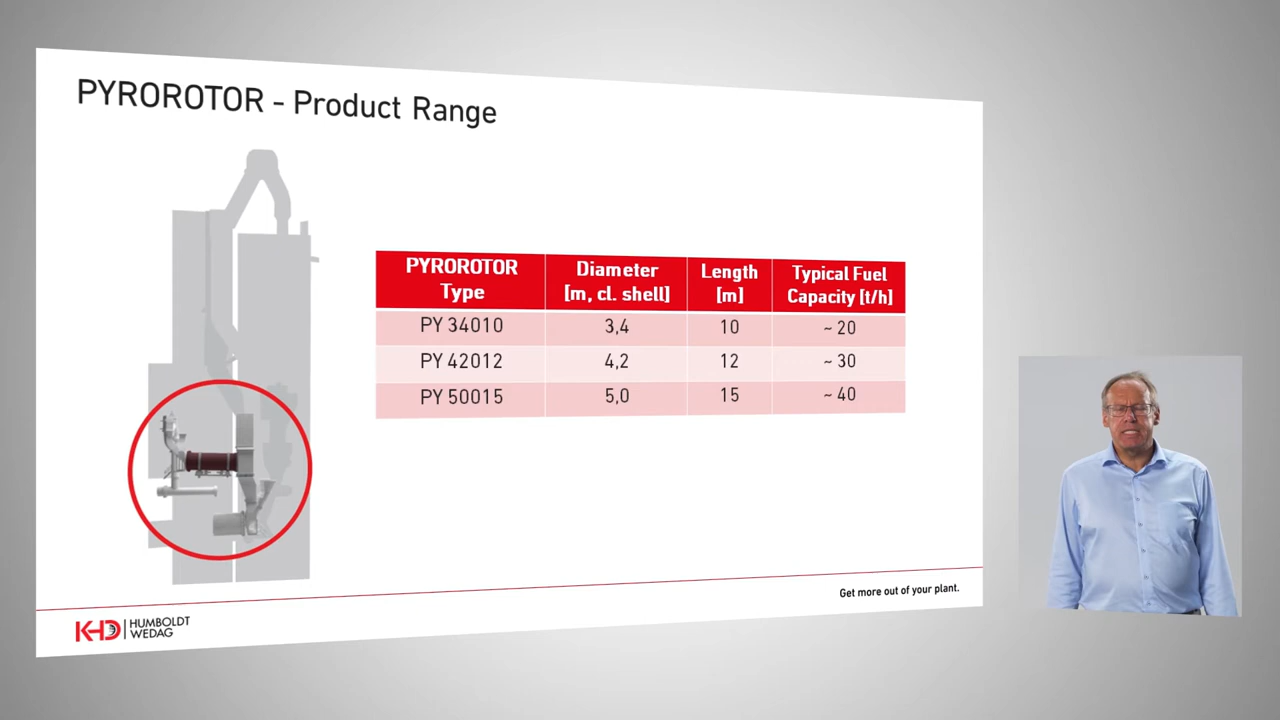 PYROROTOR - Product Range
PYROROTOR Type | Diameter [m, cl. shell] | Length [m] | Typical Fuel Capacity [t/h]
PY 34010 | 3,4 | 10 | ~ 20
PY 42012 | 4,2 | 12 | ~ 30
PY 50015 | 5,0 | 15 | ~ 40
Get more out of your plant.
KHD | HUMBOLDT
WEDAG